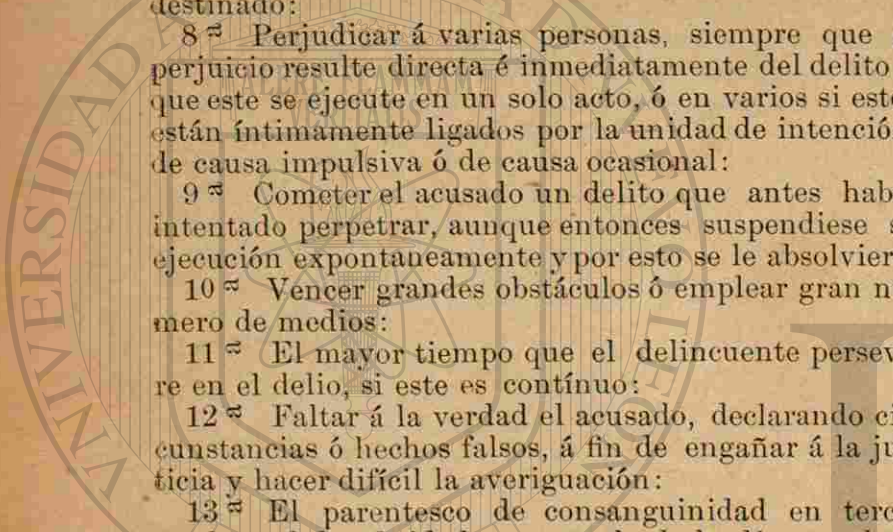 destinado:
8ª Perjudicar á varias personas, siempre que
perjuicio resulte directa é inmediatamente del delito
que este se ejecute en un solo acto, ó en varios si est
están íntimamente ligados por la unidad de intenció
de causa impulsiva ó de causa ocasional:
9ª Cometer el acusado un delito que antes hab
intentado perpetrar, aunque entonces suspendiese s
ejecución expontaneamente y por esto se le absolvier
10ª Vencer grandes obstáculos ó emplear gran n
mero de medios:
11ª El mayor tiempo que el delincuente persev
re en el delio, si este es contínuo:
12ª Faltar á la verdad el acusado, declarando ci
cunstancias ó hechos falsos, á fin de engañar á la ju
ticia y hacer difícil la averiguación:
13ª El parentesco de consanguinidad en terc